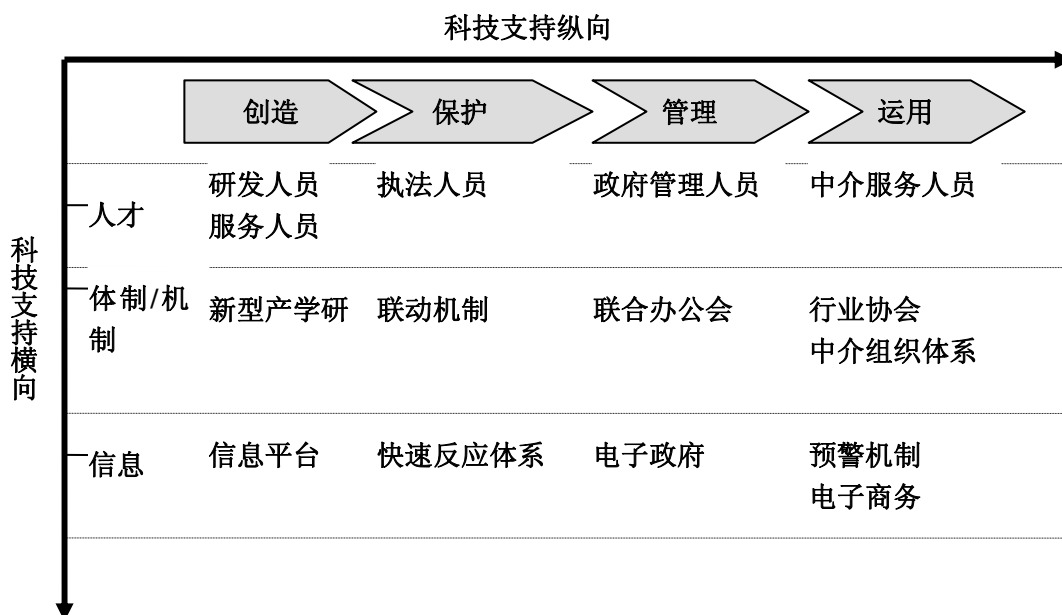 科技支持纵向
创造 保护 管理 运用
研发人员 执法人员 政府管理人员 中介服务人员
人才
服务人员
科技支持横向
体制/机
制
新型产学研 联动机制 联合办公会 行业协会
中介组织体系
信息
信息平台 快速反应体系 电子政府 预警机制
电子商务